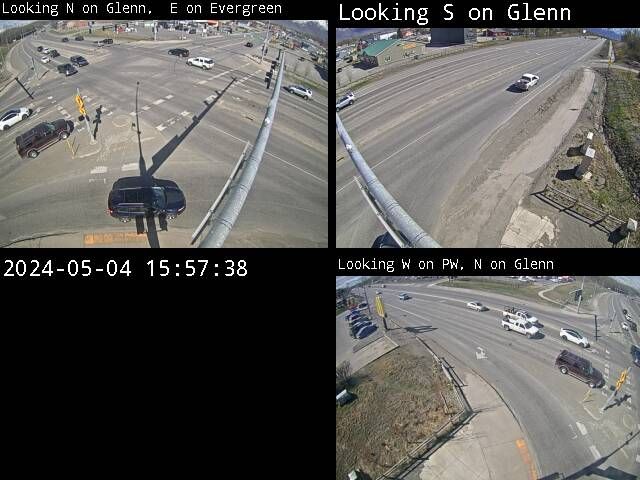 Looking N on Glenn,  E on Evergreen
Looking S on Glenn
2024-05-04 15:57:38
Looking W on PW, N on Glenn